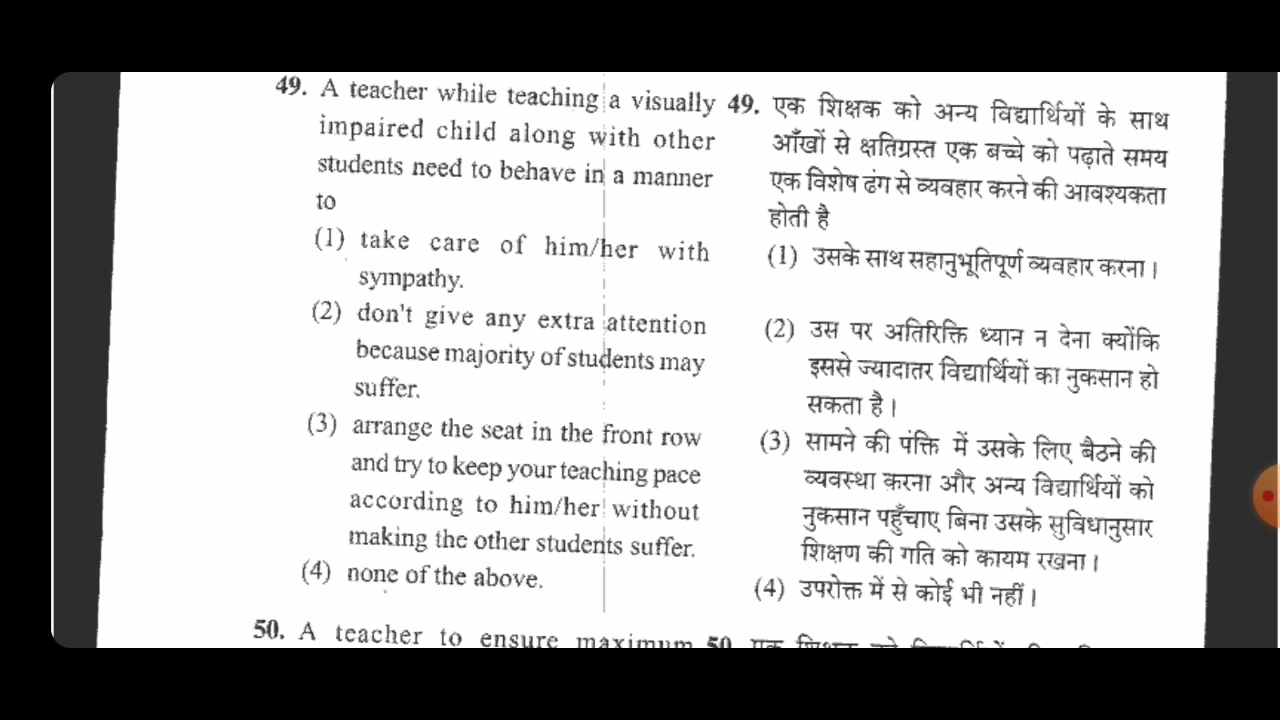 49. A teacher while teaching a visually
impaired child along with other
students need to behave in a manner
to
(1) take care of him/her with
sympathy.
(2) don't give any extra attention
because majority of students may
suffer.
(3) arrange the seat in the front row
and try to keep your teaching pace
according to him/her without
making the other students suffer.
(4) none of the above.
50. A teacher to ensure maximum
49. एक शिक्षक को अन्य विद्यार्थियों के साथ
आँखों से क्षतिग्रस्त एक बच्चे को पढ़ाते समय
एक विशेष ढंग से व्यवहार करने की आवश्यकता
होती है
(1) उसके साथ सहानुभूतिपूर्ण व्यवहार करना।
(2) उस पर अतिरिक्ति ध्यान न देना क्योंकि
इससे ज्यादातर विद्यार्थियों का नुकसान हो
सकता है।
(3) सामने की पंक्ति में उसके लिए बैठने की
व्यवस्था करना और अन्य विद्यार्थियों को
नुकसान पहुँचाए बिना उसके सुविधानुसार
शिक्षण की गति को कायम रखना।
(4) उपरोक्त में से कोई भी नहीं।
50. एक शिक्षक को